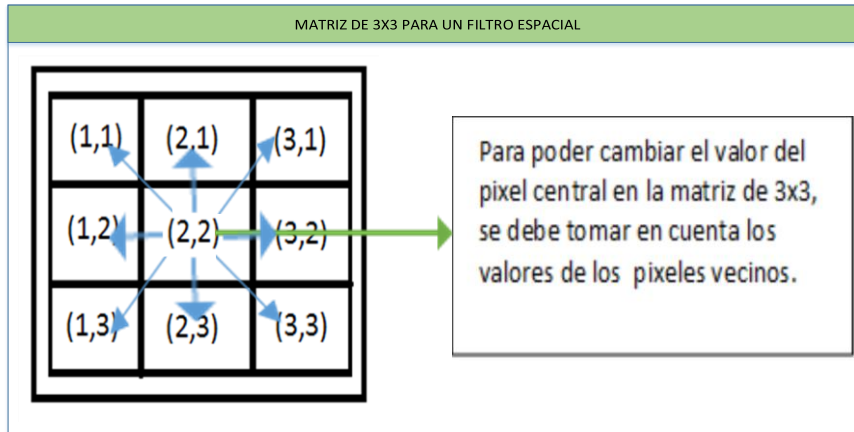 MATRIZ DE 3X3 PARA UN FILTRO ESPACIAL
(1,1) (2,1) (3,1)
(1,2) (2,2) (3,2)
(1,3) (2,3) (3,3)
Para poder cambiar el valor del
pixel central en la matriz de 3x3,
se debe tomar en cuenta los
valores de los pixeles vecinos.